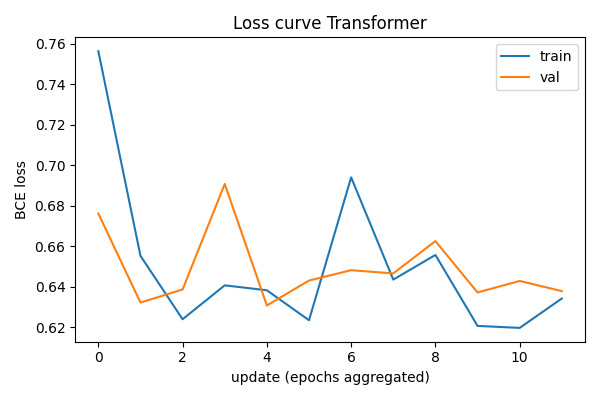 Loss curve Transformer
0.76
0.74
0.72
0.70
0.68
0.66
0.64
0.62
BCE loss
train
val
0 2 4 6 8 10
update (epochs aggregated)